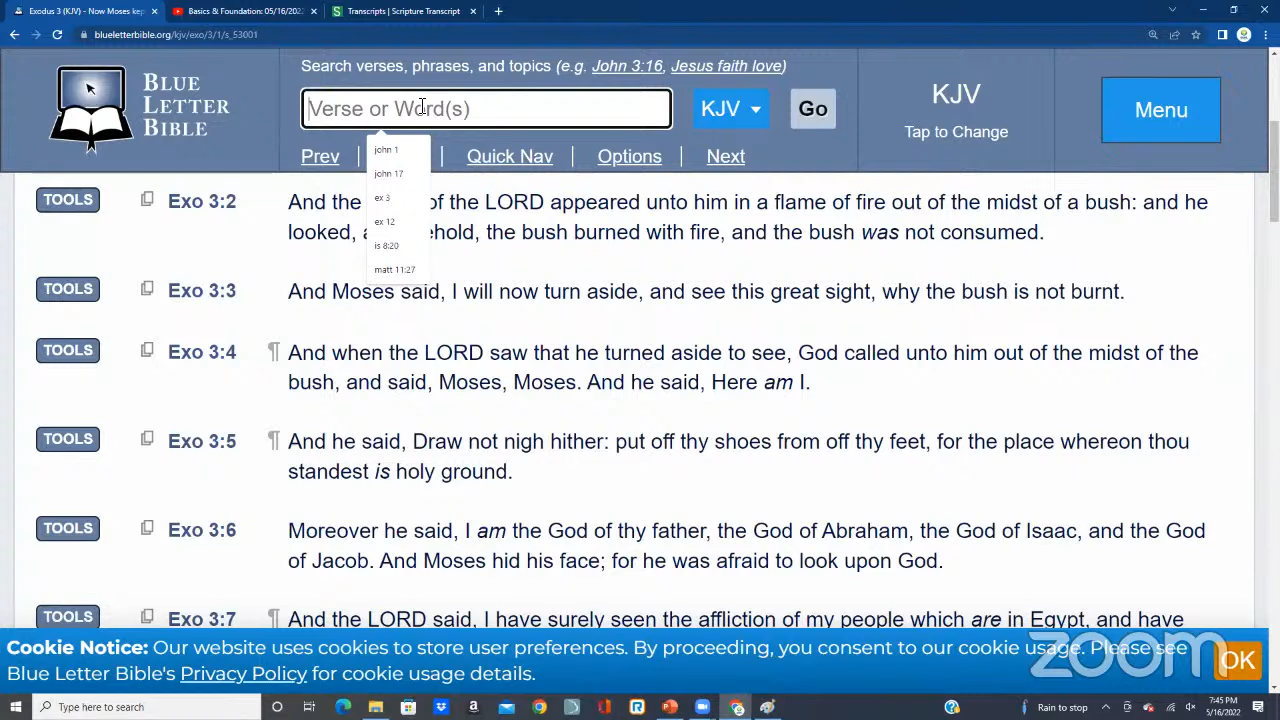 Exodus 3 (KJV) - Now Moses kep
Basics & Foundation: 05/16/2022
Transcripts | Scripture Transcript
blueletterbible.org/kjv/exo/3/1/s_53001
BLUE
LETTER
BIBLE
Search verses, phrases, and topics (e.g. John 3:16, Jesus faith love)
Verse or Word(s)
KJV
Go
KJV
Tap to Change
Menu
Prev
Quick Nav
Options
Next
john 1
john 17
ex 3
ex 12
is 8:20
matt 11:27
TOOLS Exo 3:2 And the of the LORD appeared unto him in a flame of fire out of the midst of a bush: and he
looked, ehold, the bush burned with fire, and the bush was not consumed.
TOOLS Exo 3:3 And Moses said, I will now turn aside, and see this great sight, why the bush is not burnt.
TOOLS Exo 3:4 ¶ And when the LORD saw that he turned aside to see, God called unto him out of the midst of the
bush, and said, Moses, Moses. And he said, Here am I.
TOOLS Exo 3:5 ¶ And he said, Draw not nigh hither: put off thy shoes from off thy feet, for the place whereon thou
standest is holy ground.
TOOLS Exo 3:6 Moreover he said, I am the God of thy father, the God of Abraham, the God of Isaac, and the God
of Jacob. And Moses hid his face; for he was afraid to look upon God.
TOOLS Exo 3:7 ¶ And the LORD said, I have surely seen the affliction of my people which are in Egypt, and have
Cookie Notice: Our website uses cookies to store user preferences. By proceeding, you consent to our cookie usage. Please see
Blue Letter Bible's Privacy Policy for cookie usage details.
OK
zoom
Type here to search
Rain to stop
7:45 PM
5/16/2022